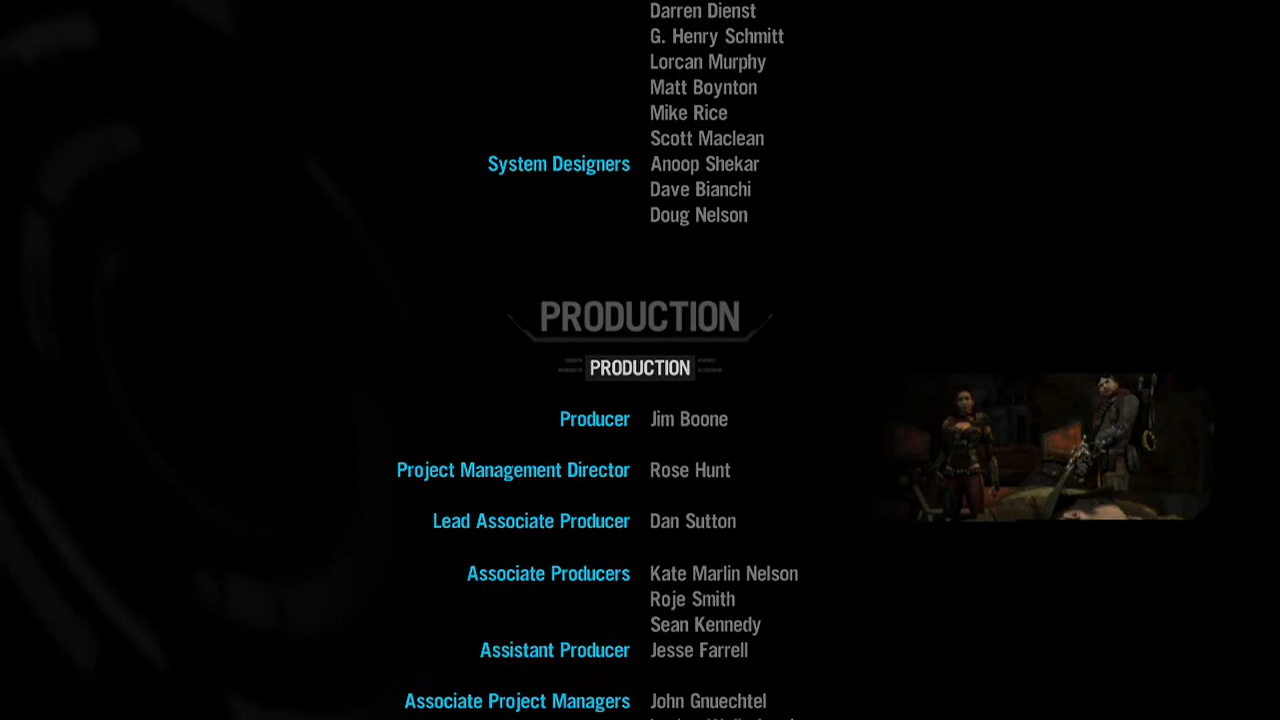 Darren Dienst
G. Henry Schmitt
Lorcan Murphy
Matt Boynton
Mike Rice
Scott Maclean
System Designers Anoop Shekar
Dave Bianchi
Doug Nelson
PRODUCTION
PRODUCTION
Producer Jim Boone
Project Management Director Rose Hunt
Lead Associate Producer Dan Sutton
Associate Producers Kate Marlin Nelson
Roje Smith
Sean Kennedy
Assistant Producer Jesse Farrell
Associate Project Managers John Gnuechtel